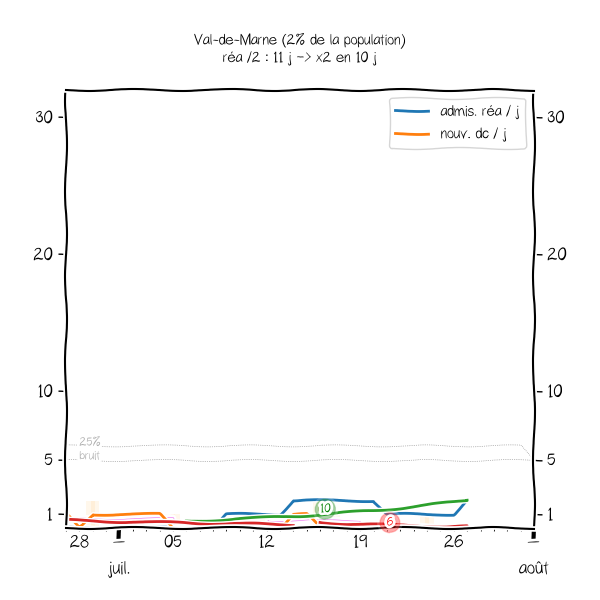 Val-de-Marne (2% de la population)
réa /2 : 11 j -> x2 en 10 j
admis. réa / j
nouv. dc / j
30
30
20
20
10
10
25%
5
bruit
5
10
6
1
1
28
05
12
19
26
juil.
août